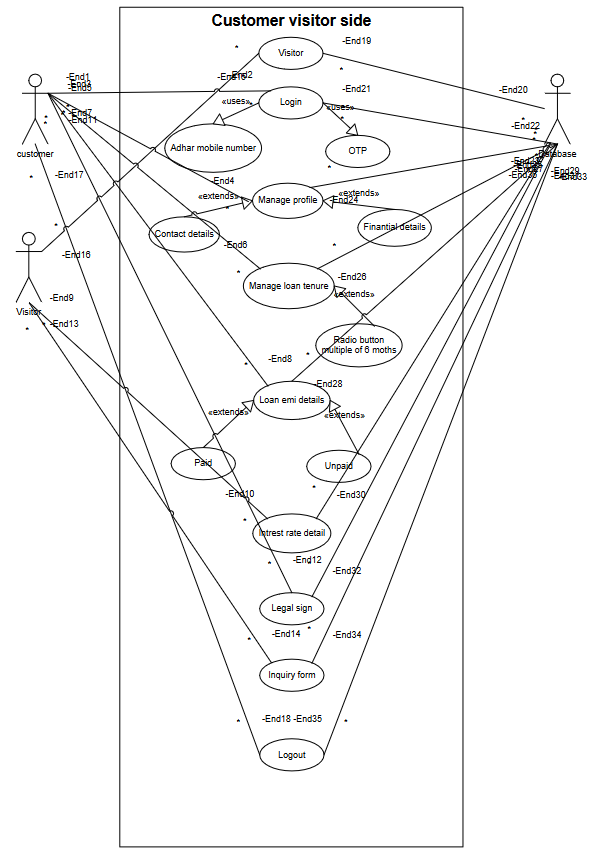 Customer visitor side
Visitor
-End19
-End1
-End2
-End21
-End20
«uses»
Login
«uses»
-End7
-End11
-End22
customer
Adhar mobile number
OTP
Database
-End17
-End4
«extends»
Manage profile
«extends»
-End24
-End29
-End33
Contact details
Finantial details
-End6
-End16
-End26
Manage loan tenure
«extends»
-End9
Visitor
-End13
Radio button
multiple of 6 moths
-End8
-End28
Loan emi details
«extends»
«extends»
Paid
Unpaid
-End10
-End30
Intrest rate detail
-End12
-End32
Legal sign
-End14
-End34
Inquiry form
-End18
-End35
Logout